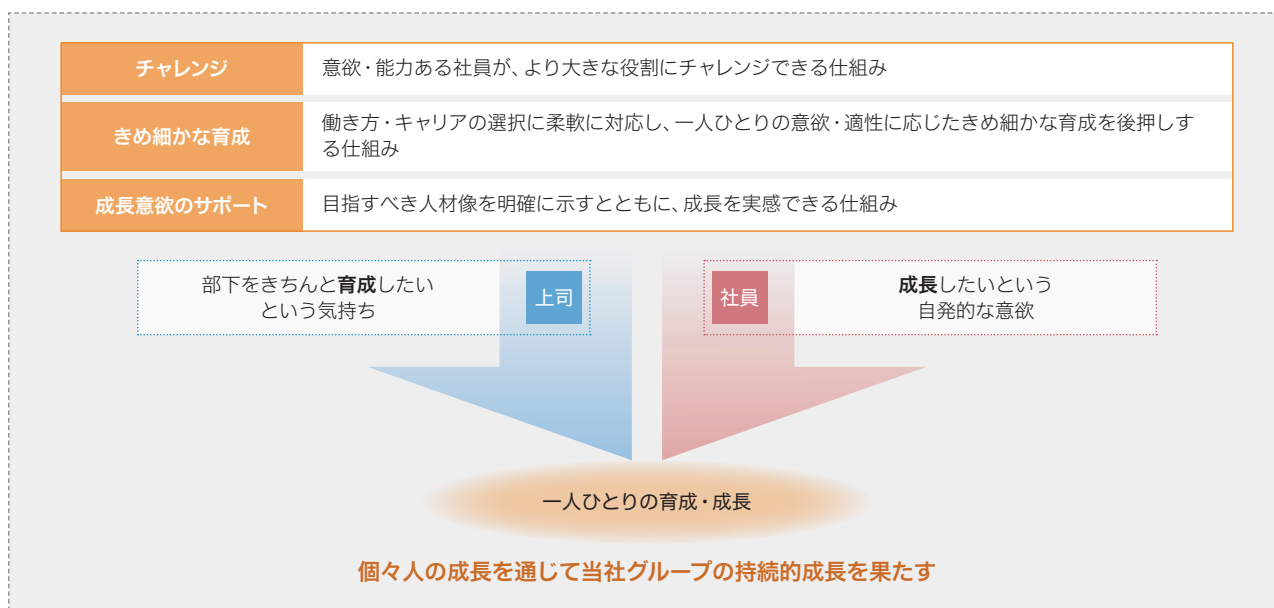 チャレンジ
意欲・能力ある社員が、より大きな役割にチャレンジできる仕組み
きめ細かな育成
働き方・キャリアの選択に柔軟に対応し、一人ひとりの意欲・適性に応じたきめ細かな育成を後押しす
る仕組み
成長意欲のサポート
目指すべき人材像を明確に示すとともに、成長を実感できる仕組み
部下をきちんと育成したい
という気持ち
上司
社員
成長したいという
自発的な意欲
一人ひとりの育成・成長
個々人の成長を通じて当社グループの持続的成長を果たす